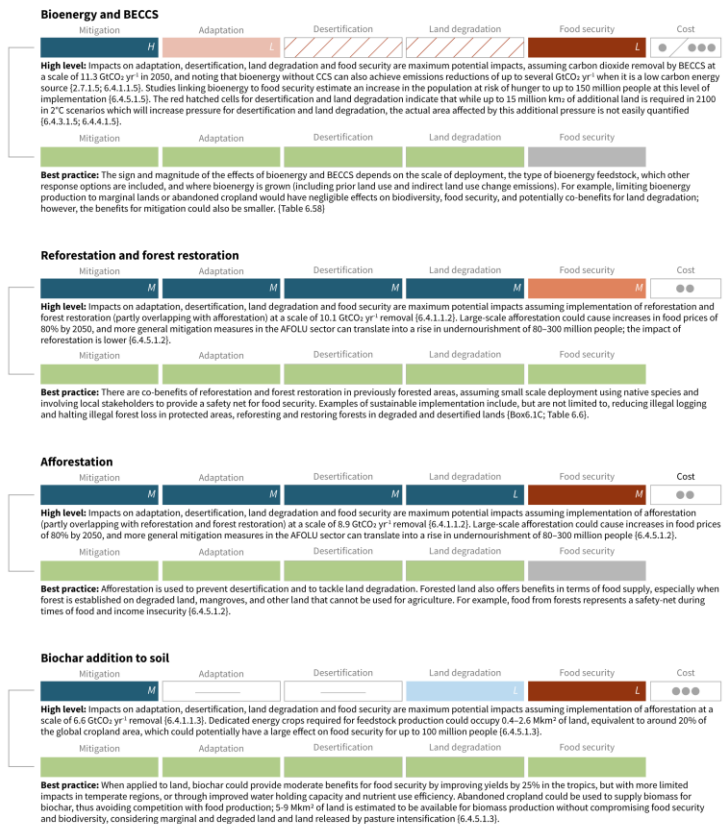 Bioenergy and BECCS
Mitigation Adaptation Desertification Land degradation Food security Cost
H L L
High level: Impacts on adaptation, desertification, land degradation and food security are maximum potential impacts, assuming carbon dioxide removal by BECCS at
a scale of 11.3 GtCO₂ yr⁻¹ in 2050, and noting that bioenergy without CCS can also achieve emissions reductions of up to several GtCO₂ yr⁻¹ when it is a low carbon energy
source {2.7.1.5; 6.4.1.1.5}. Studies linking bioenergy to food security estimate an increase in the population at risk of hunger to up to 150 million people at this level of
implementation {6.4.5.1.5}. The red hatched cells for desertification and land degradation indicate that while up to 15 million km₂ of additional land is required in 2100
in 2°C scenarios which will increase pressure for desertification and land degradation, the actual area affected by this additional pressure is not easily quantified
{6.4.3.1.5; 6.4.4.1.5}.
Best practice: The sign and magnitude of the effects of bioenergy and BECCS depends on the scale of deployment, the type of bioenergy feedstock, which other
response options are included, and where bioenergy is grown (including prior land use and indirect land use change emissions). For example, limiting bioenergy
production to marginal lands or abandoned cropland would have negligible effects on biodiversity, food security, and potentially co-benefits for land degradation;
however, the benefits for mitigation could also be smaller. {Table 6.58}
Reforestation and forest restoration
Mitigation Adaptation Desertification Land degradation Food security Cost
M M M M M
High level: Impacts on adaptation, desertification, land degradation and food security are maximum potential impacts assuming implementation of reforestation and
forest restoration (partly overlapping with afforestation) at a scale of 10.1 GtCO₂ yr⁻¹ removal {6.4.1.1.2}. Large-scale afforestation could cause increases in food prices of
80% by 2050, and more general mitigation measures in the AFOLU sector can translate into a rise in undernourishment of 80–300 million people; the impact of
reforestation is lower {6.4.5.1.2}.
Best practice: There are co-benefits of reforestation and forest restoration in previously forested areas, assuming small scale deployment using native species and
involving local stakeholders to provide a safety net for food security. Examples of sustainable implementation include, but are not limited to, reducing illegal logging
and halting illegal forest loss in protected areas, reforesting and restoring forests in degraded and desertified lands {Box6.1C; Table 6.6}.
Afforestation
Mitigation Adaptation Desertification Land degradation Food security Cost
M M M L M
High level: Impacts on adaptation, desertification, land degradation and food security are maximum potential impacts assuming implementation of afforestation
(partly overlapping with reforestation and forest restoration) at a scale of 8.9 GtCO₂ yr⁻¹ removal {6.4.1.1.2}. Large-scale afforestation could cause increases in food prices
of 80% by 2050, and more general mitigation measures in the AFOLU sector can translate into a rise in undernourishment of 80–300 million people {6.4.5.1.2}.
Best practice: Afforestation is used to prevent desertification and to tackle land degradation. Forested land also offers benefits in terms of food supply, especially when
forest is established on degraded land, mangroves, and other land that cannot be used for agriculture. For example, food from forests represents a safety-net during
times of food and income insecurity {6.4.5.1.2}.
Biochar addition to soil
Mitigation Adaptation Desertification Land degradation Food security Cost
M L L
High level: Impacts on adaptation, desertification, land degradation and food security are maximum potential impacts assuming implementation of afforestation at a
scale of 6.6 GtCO₂ yr⁻¹ removal {6.4.1.1.3}. Dedicated energy crops required for feedstock production could occupy 0.4–2.6 Mkm² of land, equivalent to around 20% of
the global cropland area, which could potentially have a large effect on food security for up to 100 million people {6.4.5.1.3}.
Best practice: When applied to land, biochar could provide moderate benefits for food security by improving yields by 25% in the tropics, but with more limited
impacts in temperate regions, or through improved water holding capacity and nutrient use efficiency. Abandoned cropland could be used to supply biomass for
biochar, thus avoiding competition with food production; 5-9 Mkm² of land is estimated to be available for biomass production without compromising food security
and biodiversity, considering marginal and degraded land and land released by pasture intensification {6.4.5.1.3}.